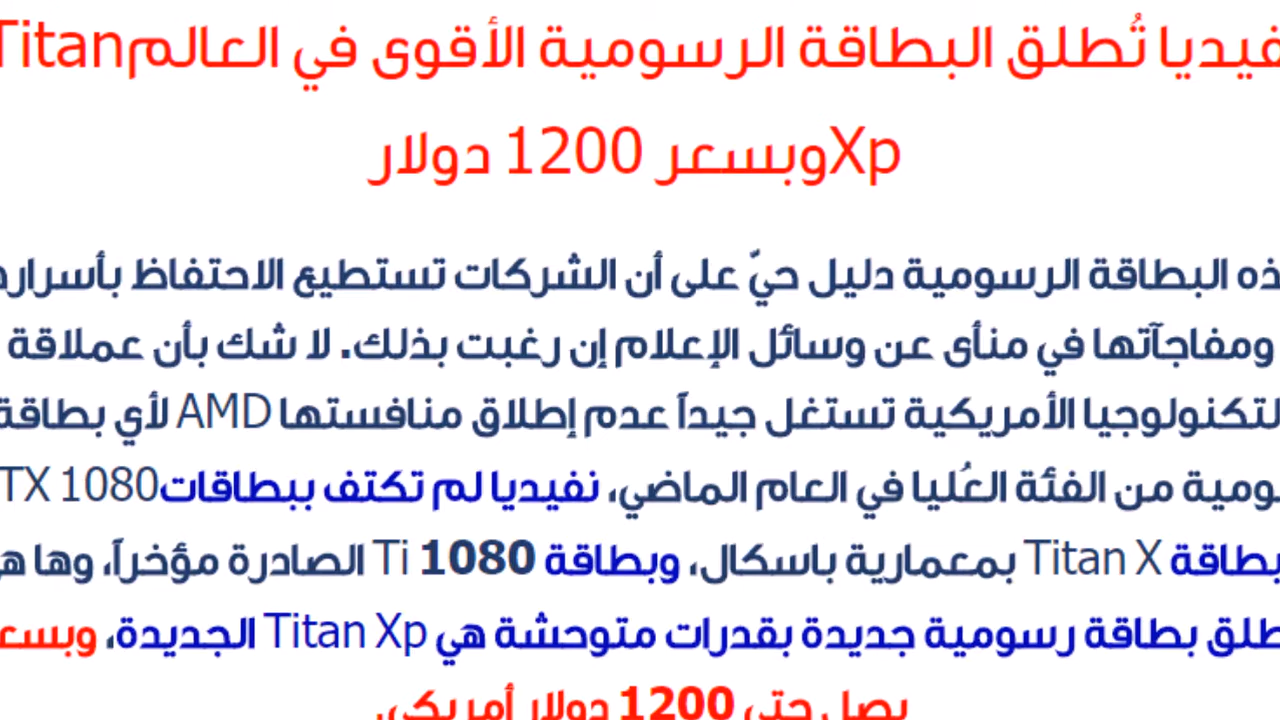 نفيديا تُطلق البطاقة الرسومية الأقوى في العالمTitan
Xpوبسعر 1200 دولار
ذه البطاقة الرسومية دليل حيّ على أن الشركات تستطيع الاحتفاظ بأسراره
ومفاجآتها في منأى عن وسائل الإعلام إن رغبت بذلك. لا شك بأن عملاقة
لتكنولوجيا الأمريكية تستغل جيداً عدم إطلاق منافستها AMD لأي بطاقة
ومية من الفئة العُليا في العام الماضي، نفيديا لم تكتف ببطاقاتTX 1080
بطاقة Titan X بمعمارية باسكال، وبطاقة 1080 Ti الصادرة مؤخراً، وها ه
طلق بطاقة رسومية جديدة بقدرات متوحشة هي Titan Xp الجديدة، وبسع
يصل حتى 1200 دولار أمريكي.